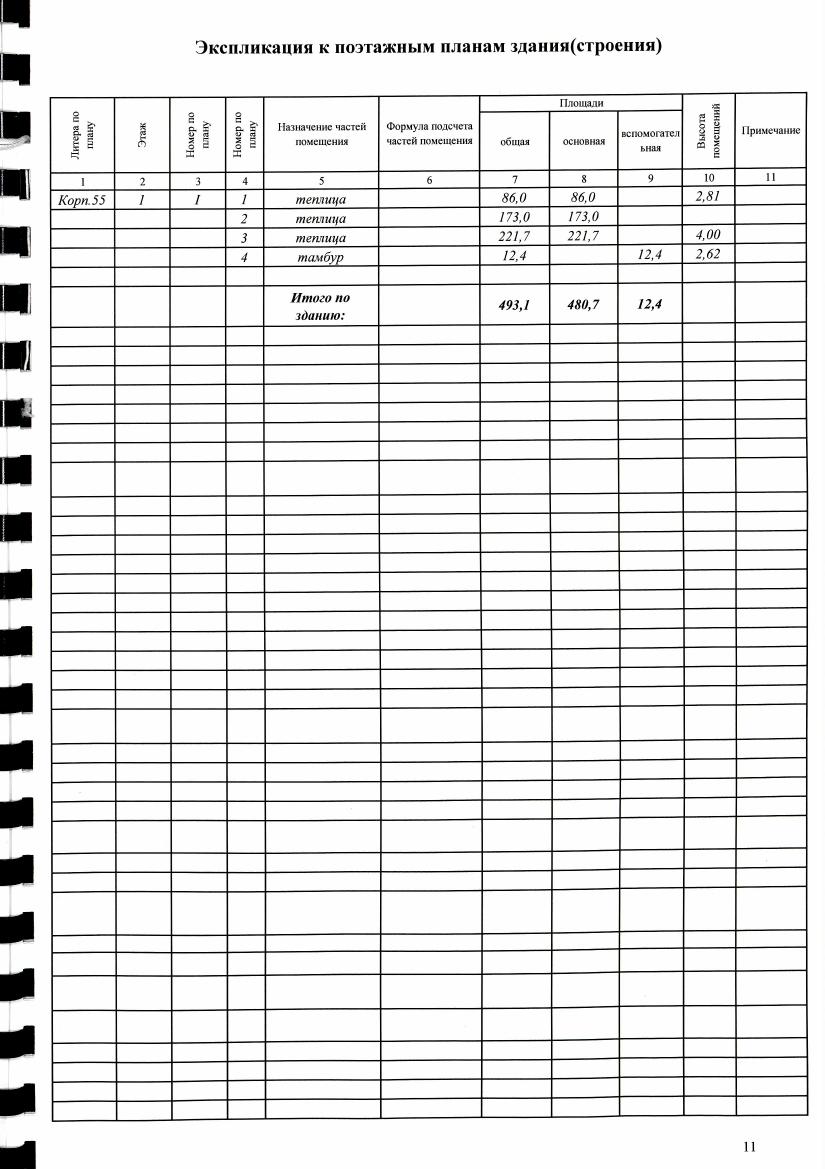 Экспликация к поэтажным планам здания(строения)
Литера по плану Этаж Номер по плану Номер по плану Назначение частей помещения Формула подсчета частей помещения Площади Высота помещений Примечание
общая основная вспомогательная
1 2 3 4 5 6 7 8 9 10 11
Корп.55 1 I 1 теплица 86,0 86,0 2,81
2 теплица 173,0 173,0
3 теплица 221,7 221,7 4,00
4 тамбур 12,4 12,4 2,62
Итого по
зданию: 493,1 480,7 12,4
11